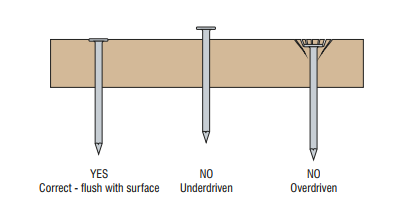 YES
Correct - flush with surface
NO
Underdriven
NO
Overdriven